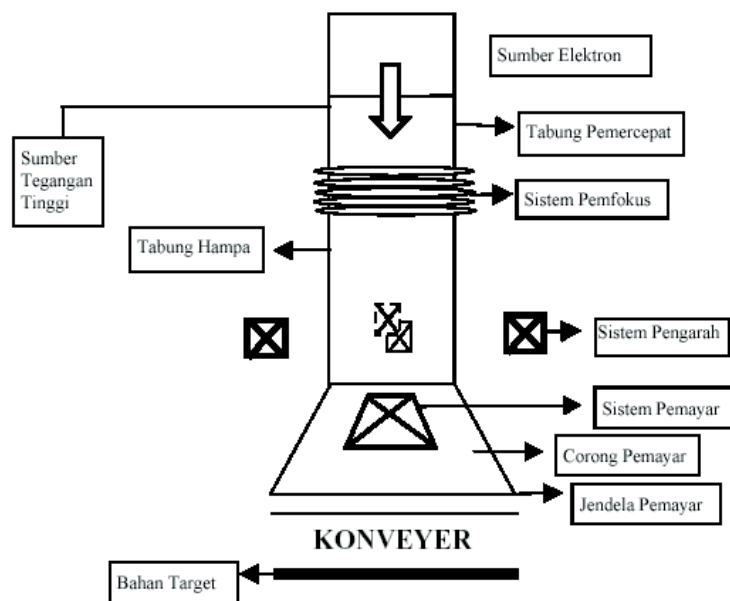 Sumber Elektron
Tabung Pemercepat
Sumber
Tegangan
Tinggi
Sistem Pemfokus
Tabung Hampa
Sistem Pengarah
Sistem Pemayar
Corong Pemayar
Jendela Pemayar
KONVEYER
Bahan Target